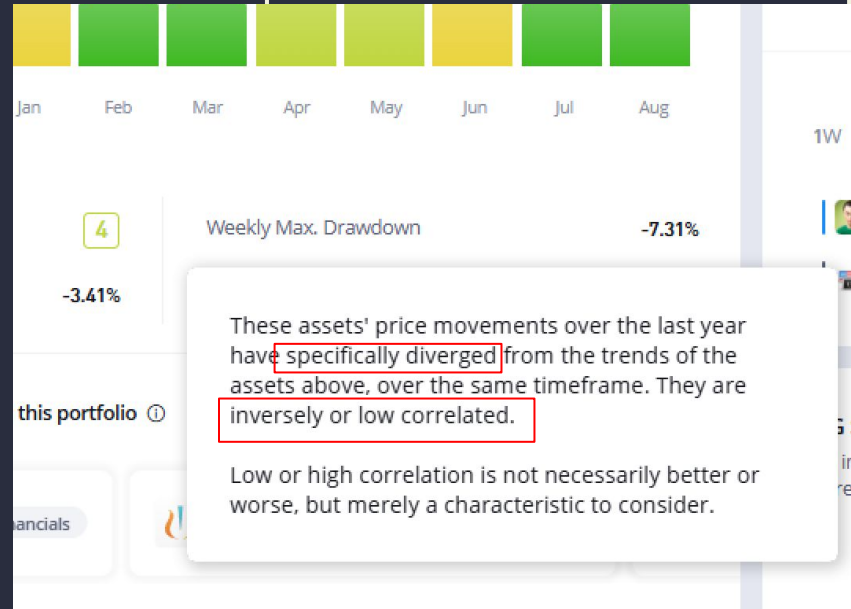 Jan Feb Mar Apr May Jun Jul Aug
1W
4 Weekly Max. Drawdown -7.31%
-3.41%
These assets' price movements over the last year
have specifically diverged from the trends of the
assets above, over the same timeframe. They are
inversely or low correlated.
this portfolio
Low or high correlation is not necessarily better or
worse, but merely a characteristic to consider.
ancials